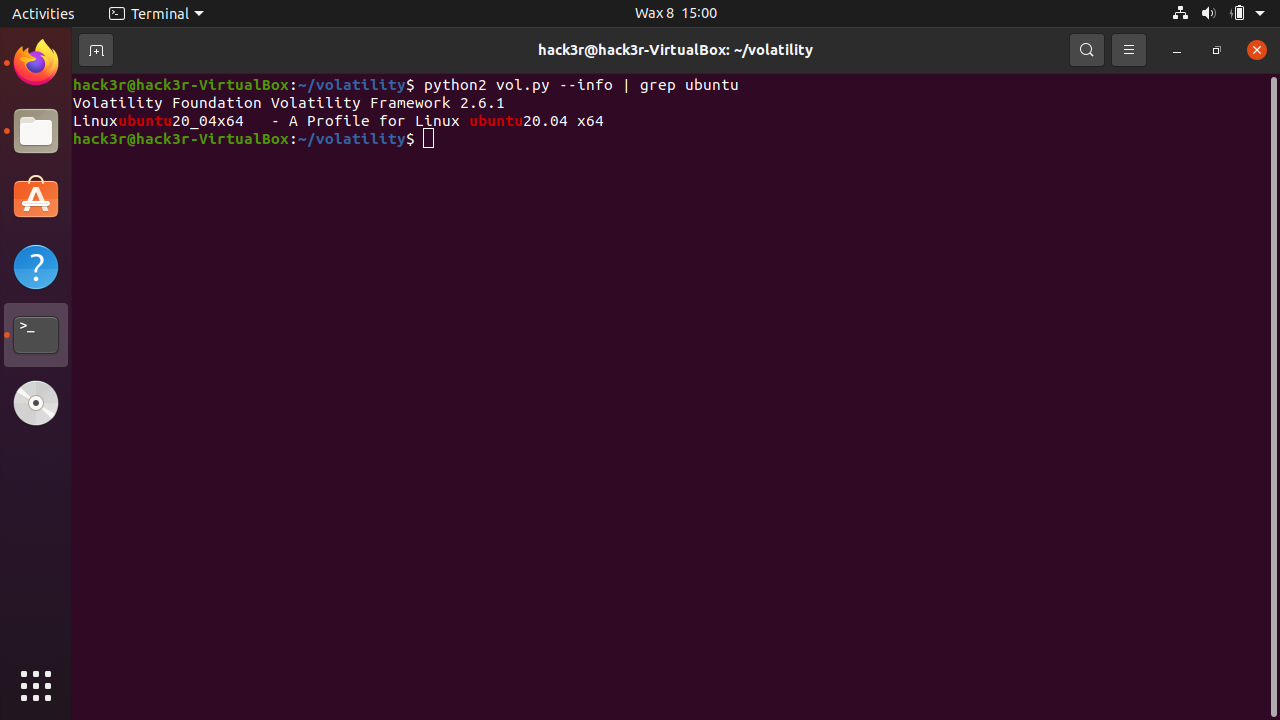 Activities
Terminal
Wax 8 15:00
hack3r@hack3r-VirtualBox: ~/volatility
hack3r@hack3r-VirtualBox:~/volatility$ python2 vol.py --info | grep ubuntu
Volatility Foundation Volatility Framework 2.6.1
Linuxubuntu20_04x64   - A Profile for Linux ubuntu20.04 x64
hack3r@hack3r-VirtualBox:~/volatility$